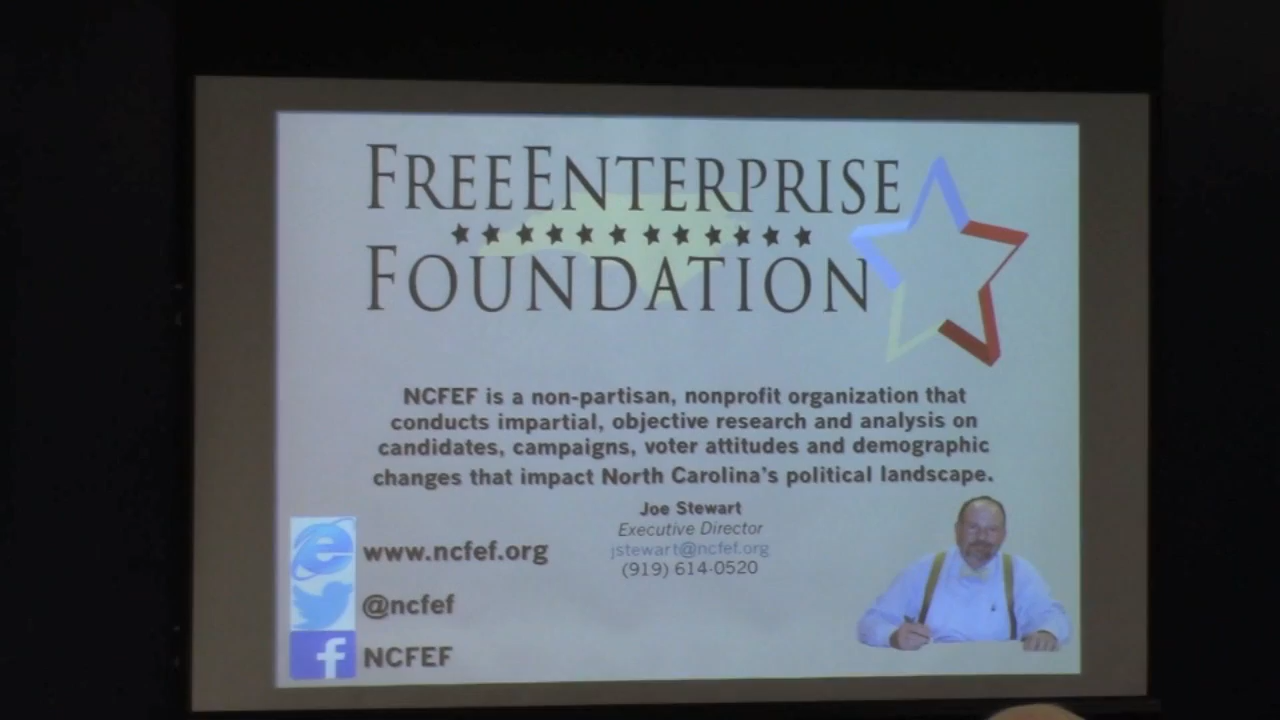 FREEENTERPRISE
FOUNDATION
NCFEF is a non-partisan, nonprofit organization that
conducts impartial, objective research and analysis on
candidates, campaigns, voter attitudes and demographic
changes that impact North Carolina's political landscape.
Joe Stewart
Executive Director
jstewart@ncfef.org
(919) 614-0520
www.ncfef.org
@ncfef
NCFEF